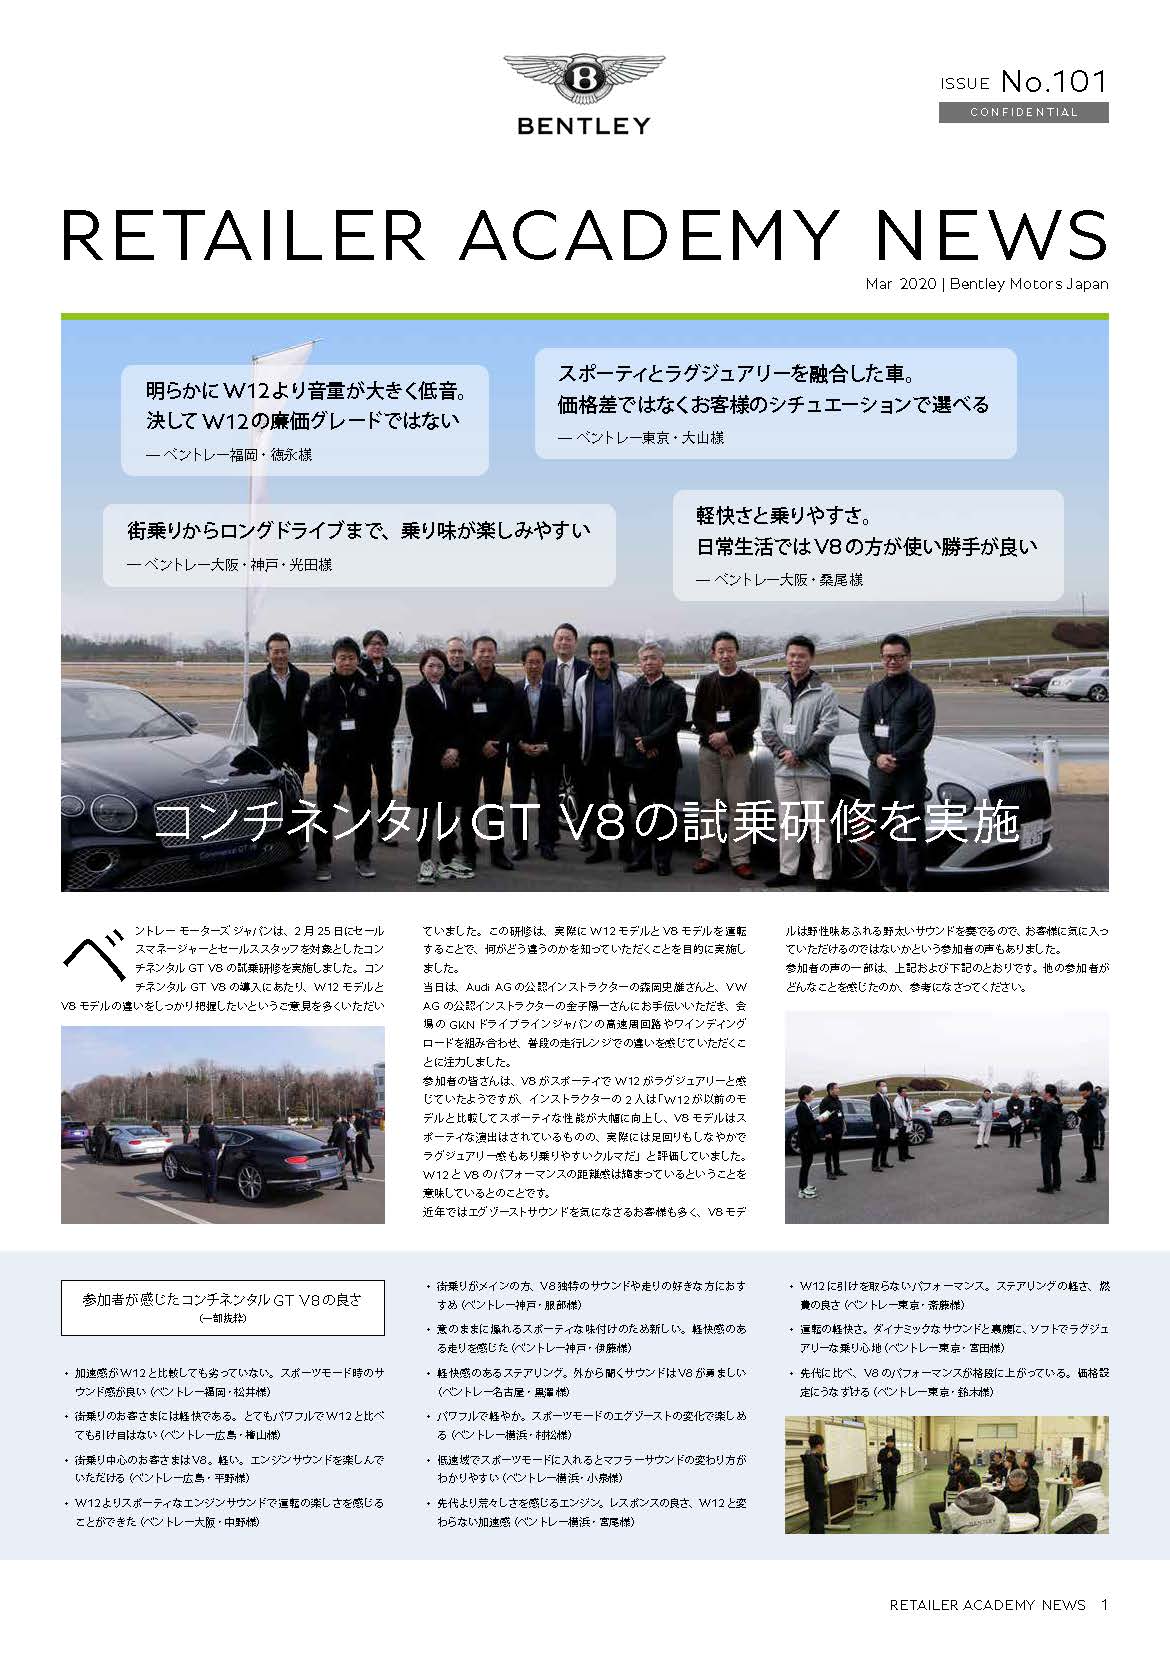 BENTLEY
ISSUE No.101
CONFIDENTIAL
RETAILER ACADEMY NEWS
Mar 2020 | Bentley Motors Japan
明らかにW12より音量が大きく低音。
決してW12の廉価グレードではない
— ベントレー福岡・徳永様
スポーティとラグジュアリーを融合した車。
価格差ではなくお客様のシチュエーションで選べる
— ベントレー東京・大山様
街乗りからロングドライブまで、乗り味が楽しみやすい
— ベントレー大阪・神戸・光田様
軽快さと乗りやすさ。
日常生活ではV8の方が使い勝手が良い
— ベントレー大阪・桑尾様
コンチネンタルGT V8の試乗研修を実施
ベントレー モーターズ ジャパンは、2月25日にセール
スマネージャーとセールススタッフを対象としたコン
チネンタルGT V8の試乗研修を実施しました。コン
チネンタルGT V8の導入にあたり、W12モデルと
V8モデルの違いをしっかり把握したいというご意見を多くいただい
ていました。この研修は、実際にW12モデルとV8モデルを運転
することで、何がどう違うのかを知っていただくことを目的に実施し
ました。
当日は、Audi AGの公認インストラクターの森岡史雄さんと、VW
AGの公認インストラクターの金子陽一さんにお手伝いいただき、会
場のGKNドライブラインジャパンの高速周回路やワインディング
ロードを組み合わせ、普段の走行レンジでの違いを感じていただくこ
とに注力しました。
参加者の皆さんは、V8がスポーティでW12がラグジュアリーと感
じていたようですが、インストラクターの2人は「W12が以前のモ
デルと比較してスポーティな性能が大幅に向上し、V8モデルはス
ポーティな演出はされているものの、実際には足回りもしなやかで
ラグジュアリー感もあり乗りやすいクルマだ」と評価していました。
W12とV8のパフォーマンスの距離感は縮まっているということを
意味しているとのことです。
近年ではエグゾーストサウンドを気になさるお客様も多く、V8モデ
ルは野性味あふれる野太いサウンドを奏でるので、お客様に気に入っ
ていただけるのではないかという参加者の声もありました。
参加者の声の一部は、上記および下記のとおりです。他の参加者が
どんなことを感じたのか、参考になさってください。
参加者が感じたコンチネンタルGT V8の良さ
(一部抜粋)
・ 加速感がW12と比較しても劣っていない。スポーツモード時のサ
ウンド感が良い（ベントレー福岡・松井様）
・ 街乗りのお客さまには軽快である。とてもパワフルでW12と比べ
ても引け目はない（ベントレー広島・檜山様）
・ 街乗り中心のお客さまはV8。軽い。エンジンサウンドを楽しんで
いただける（ベントレー広島・平野様）
・ W12よりスポーティなエンジンサウンドで運転の楽しさを感じる
ことができた（ベントレー大阪・中野様）
・ 街乗りがメインの方、V8独特のサウンドや走りの好きな方におす
すめ（ベントレー神戸・服部様）
・ 意のままに操れるスポーティな味付けのため新しい。軽快感のあ
る走りを感じた（ベントレー神戸・伊藤様）
・ 軽快感のあるステアリング。外から聞くサウンドはV8が勇ましい
（ベントレー名古屋・黒澤様）
・ パワフルで軽やか。スポーツモードのエグゾーストの変化で楽しめ
る（ベントレー横浜・村松様）
・ 低速域でスポーツモードに入れるとマフラーサウンドの変わり方が
わかりやすい（ベントレー横浜・小泉様）
・ 先代より荒々しさを感じるエンジン。レスポンスの良さ、W12と変
わらない加速感（ベントレー横浜・宮尾様）
・ W12に引けを取らないパフォーマンス。ステアリングの軽さ、燃
費の良さ（ベントレー東京・斎藤様）
・ 運転の軽快さ。ダイナミックなサウンドと裏腹に、ソフトでラグジュ
アリーな乗り心地（ベントレー東京・宮田様）
・ 先代に比べ、V8のパフォーマンスが格段に上がっている。価格設
定にうなずける（ベントレー東京・鈴木様）
BENTLEY
RETAILER ACADEMY NEWS 1